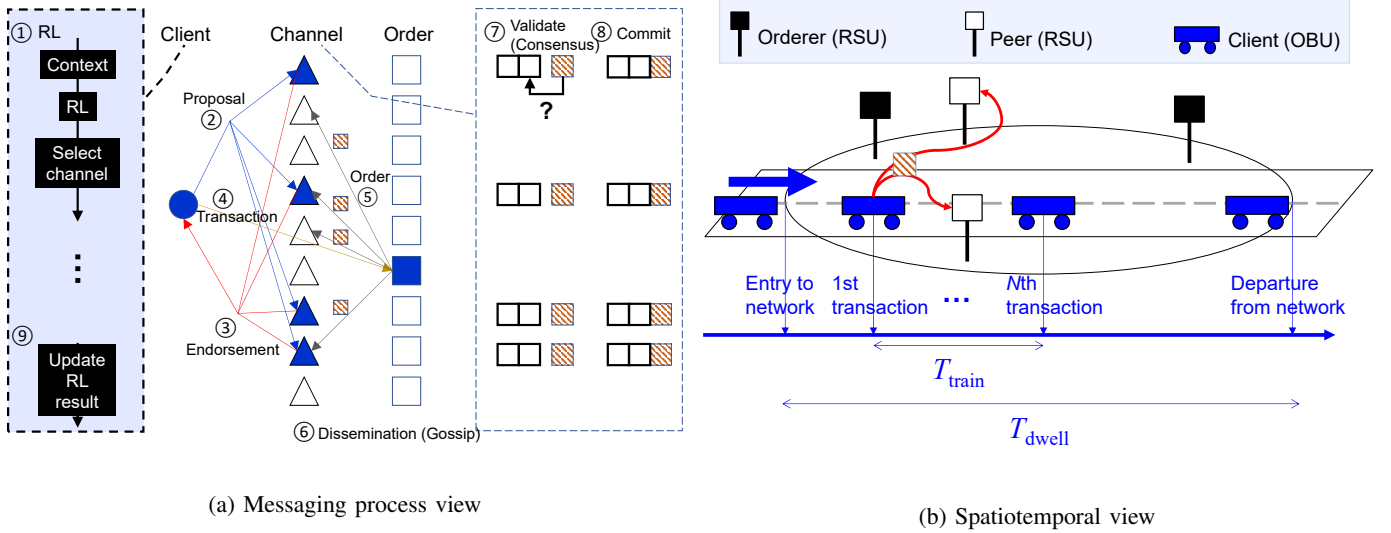 ① RL
Context
RL
Select
channel
⑨
Update
RL
result
Client
Channel
Order
Proposal
②
④
Transaction
Order
⑤
③
Endorsement
⑥ Dissemination (Gossip)
⑦ Validate
(Consensus)
⑧ Commit
?
(a) Messaging process view
Orderer (RSU)
Peer (RSU)
Client (OBU)
Entry to
network
1st
transaction
...
Nth
transaction
Departure
from network
T_train
T_dwell
(b) Spatiotemporal view